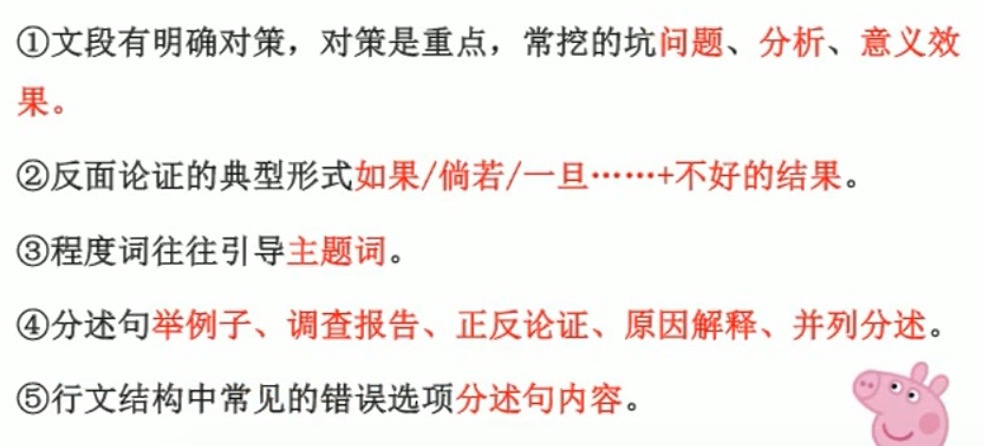 ①文段有明确对策，对策是重点，常挖的坑问题、分析、意义效
果。
②反面论证的典型形式如果/倘若/一旦……+不好的结果。
③程度词往往引导主题词。
④分述句举例子、调查报告、正反论证、原因解释、并列分述。
⑤行文结构中常见的错误选项分述句内容。